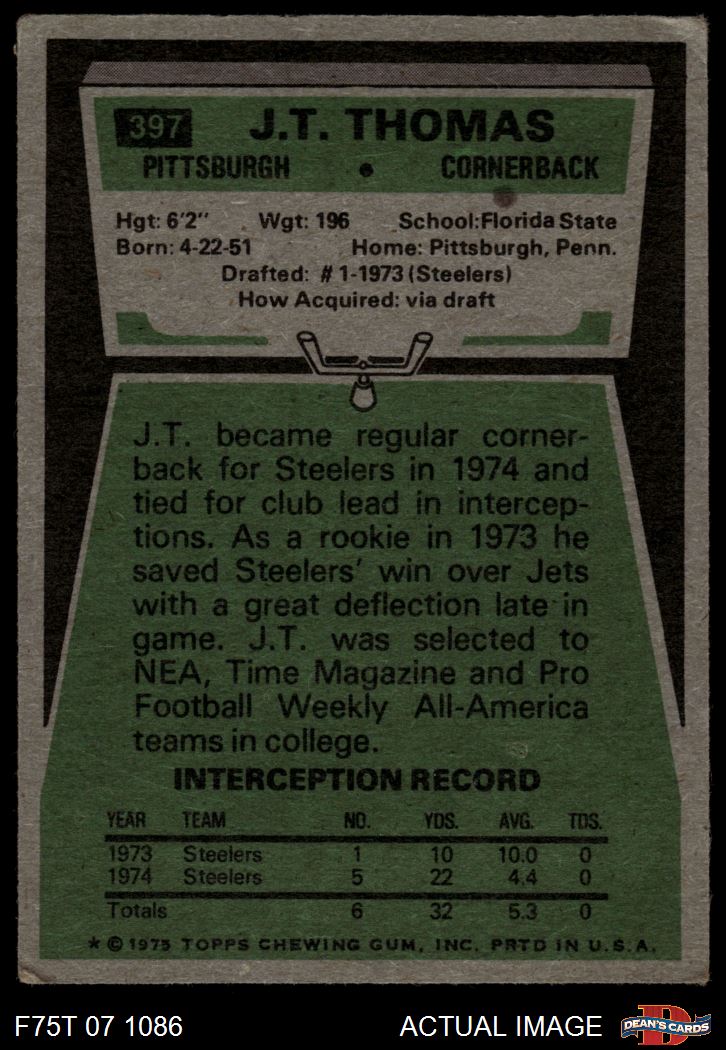 397 J.T. THOMAS
PITTSBURGH • CORNERBACK
Hgt: 6'2" Wgt: 196 School: Florida State
Born: 4-22-51 Home: Pittsburgh, Penn.
Drafted: #1-1973 (Steelers)
How Acquired: via draft
J.T. became regular corner-
back for Steelers in 1974 and
tied for club lead in intercep-
tions. As a rookie in 1973 he
saved Steelers' win over Jets
with a great deflection late in
game. J.T. was selected to
NEA, Time Magazine and Pro
Football Weekly All-America
teams in college.
INTERCEPTION RECORD
YEAR TEAM NO. YDS. AVG. TDS.
1973 Steelers 1 10 10.0 0
1974 Steelers 5 22 4.4 0
Totals 6 32 5.3 0
* © 1975 TOPPS CHEWING GUM, INC. PRTD IN U.S.A.
F75T 07 1086 ACTUAL IMAGE D DEAN'S CARDS